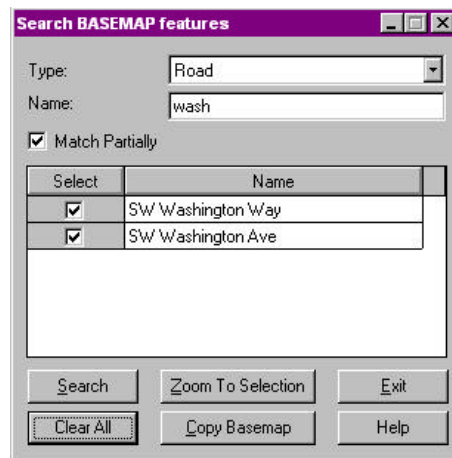 Search BASEMAP features
Type: Road
Name: wash
Match Partially
Select Name
SW Washington Way
SW Washington Ave
Search Zoom To Selection Exit
Clear All Copy Basemap Help